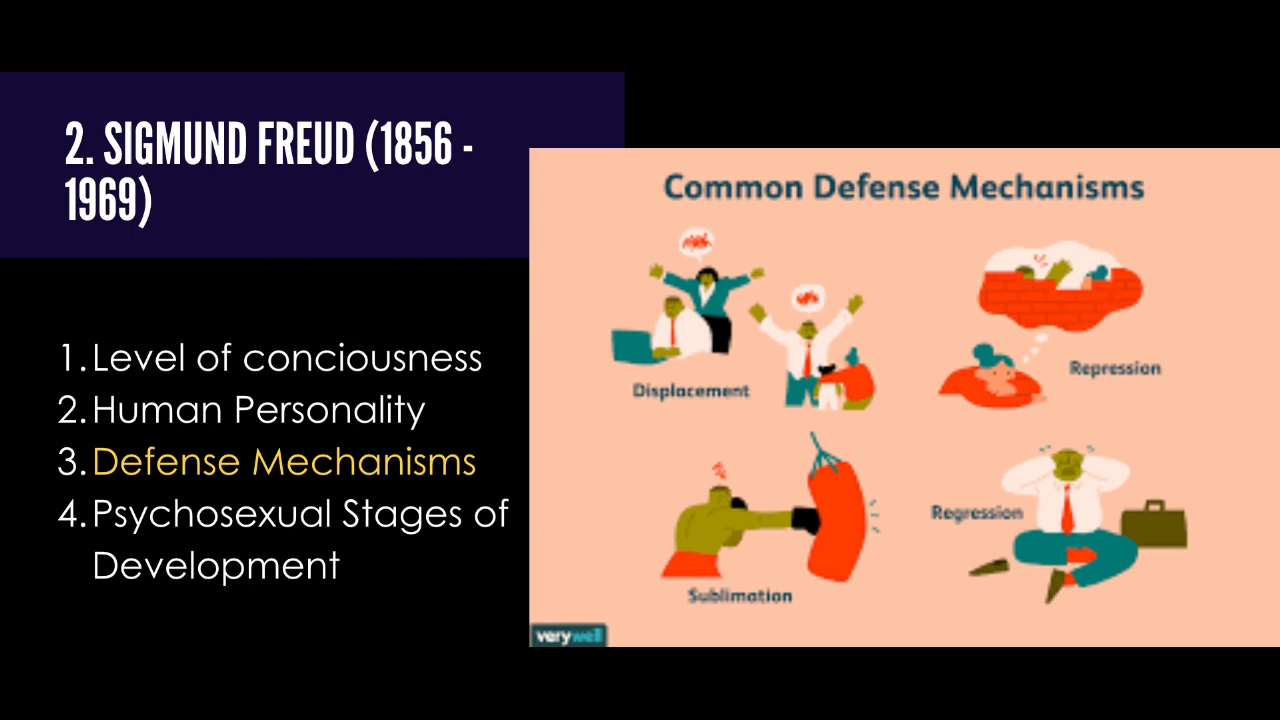 2. SIGMUND FREUD (1856 -
1969)
1. Level of conciousness
2. Human Personality
3. Defense Mechanisms
4. Psychosexual Stages of
Development
Common Defense Mechanisms
Displacement
Repression
Sublimation
Regression
verywell